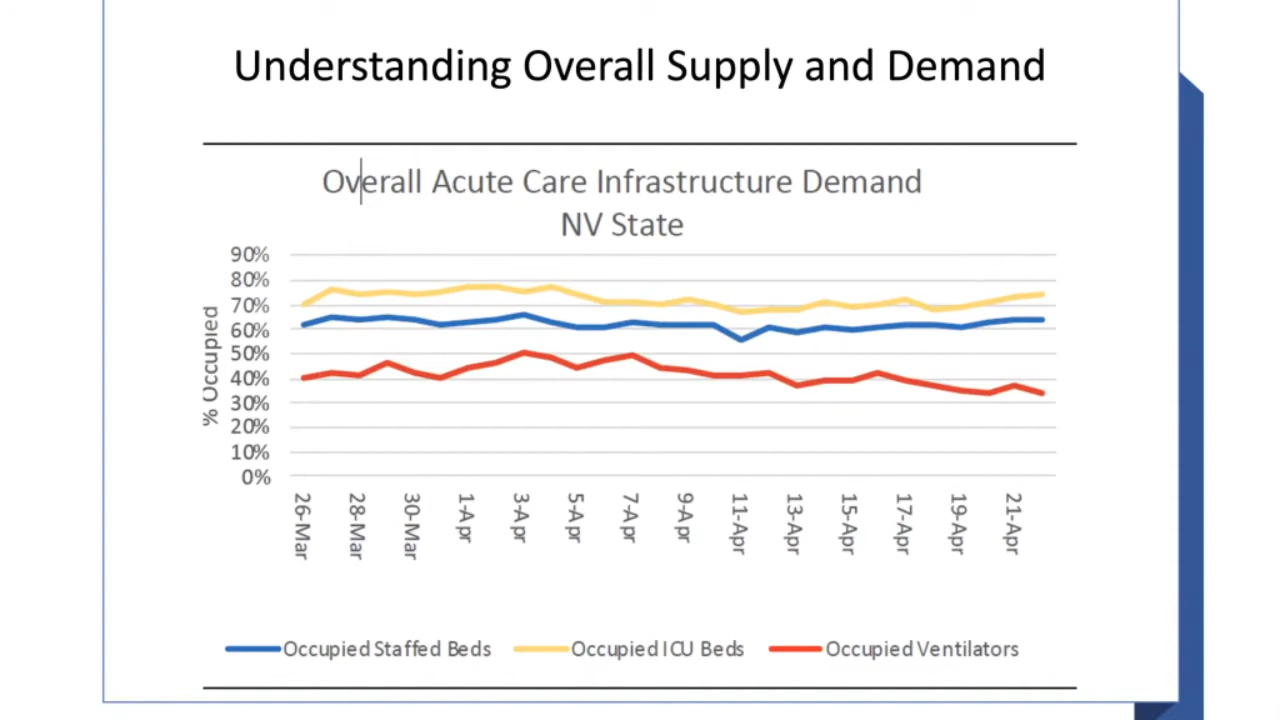 Understanding Overall Supply and Demand
Overall Acute Care Infrastructure Demand
NV State
% Occupied
90%
80%
70%
60%
50%
40%
30%
20%
10%
0%
26-Mar
28-Mar
30-Mar
1-Apr
3-Apr
5-Apr
7-Apr
9-Apr
11-Apr
13-Apr
15-Apr
17-Apr
19-Apr
21-Apr
Occupied Staffed Beds Occupied ICU Beds Occupied Ventilators